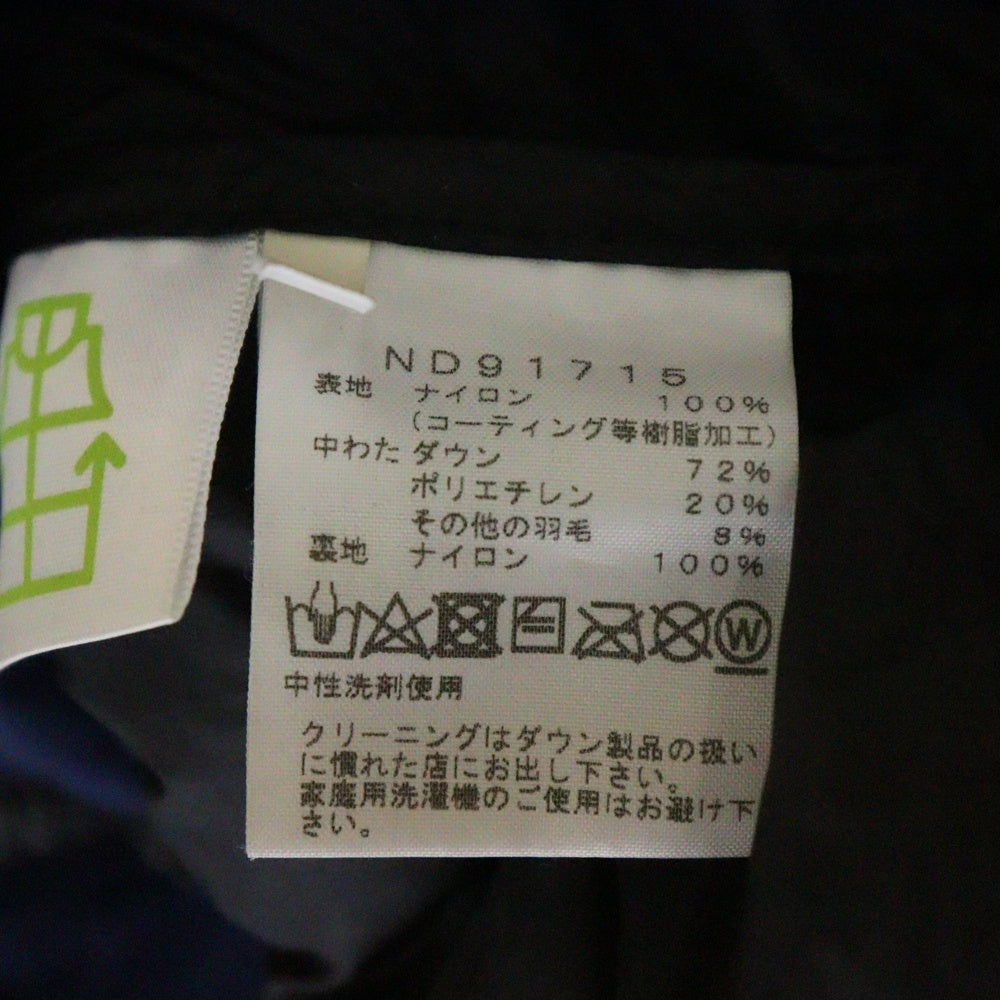 ND91715
表地 ナイロン 100%
(コーティング等樹脂加工)
中わた ダウン 72%
ポリエチレン 20%
その他の羽毛 8%
裏地 ナイロン 100%
W
中性洗剤使用
クリーニングはダウン製品の扱い
に慣れた店にお出し下さい。
家庭用洗濯機のご使用はお避け下
さい。